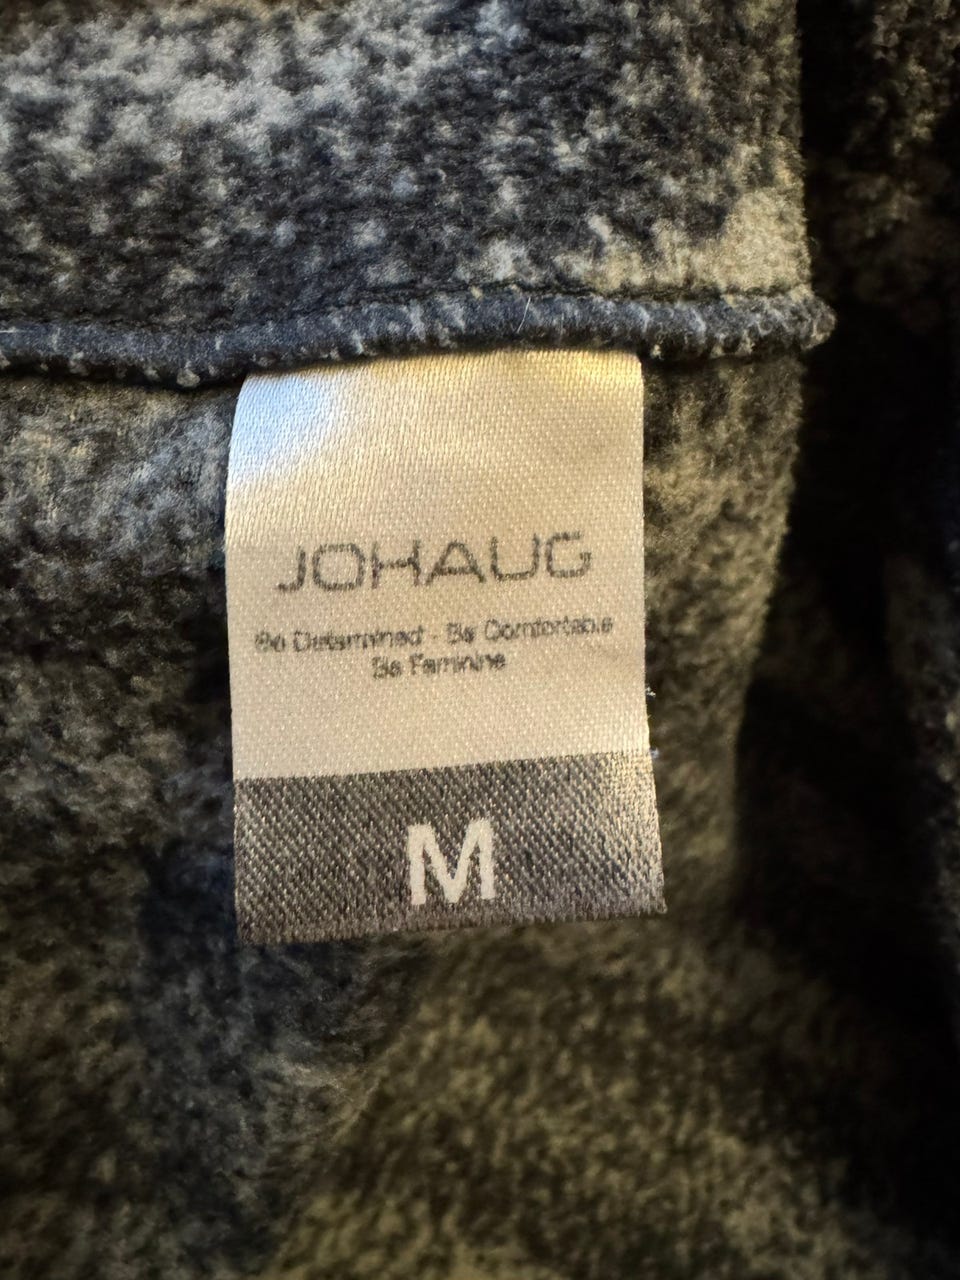 JOHAUG
Be Determined - Be Comfortable
Be Feminine
M